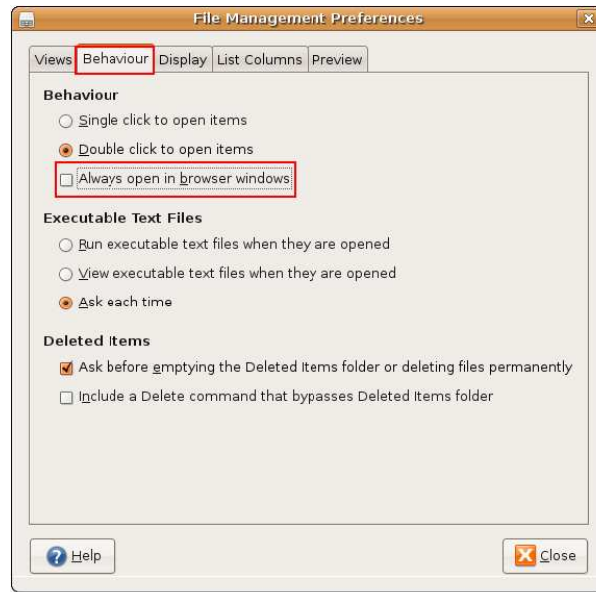 File Management Preferences
Views Behaviour Display List Columns Preview
Behaviour
Single click to open items
Double click to open items
Always open in browser windows
Executable Text Files
Run executable text files when they are opened
View executable text files when they are opened
Ask each time
Deleted Items
Ask before emptying the Deleted Items folder or deleting files permanently
Include a Delete command that bypasses Deleted Items folder
Help Close